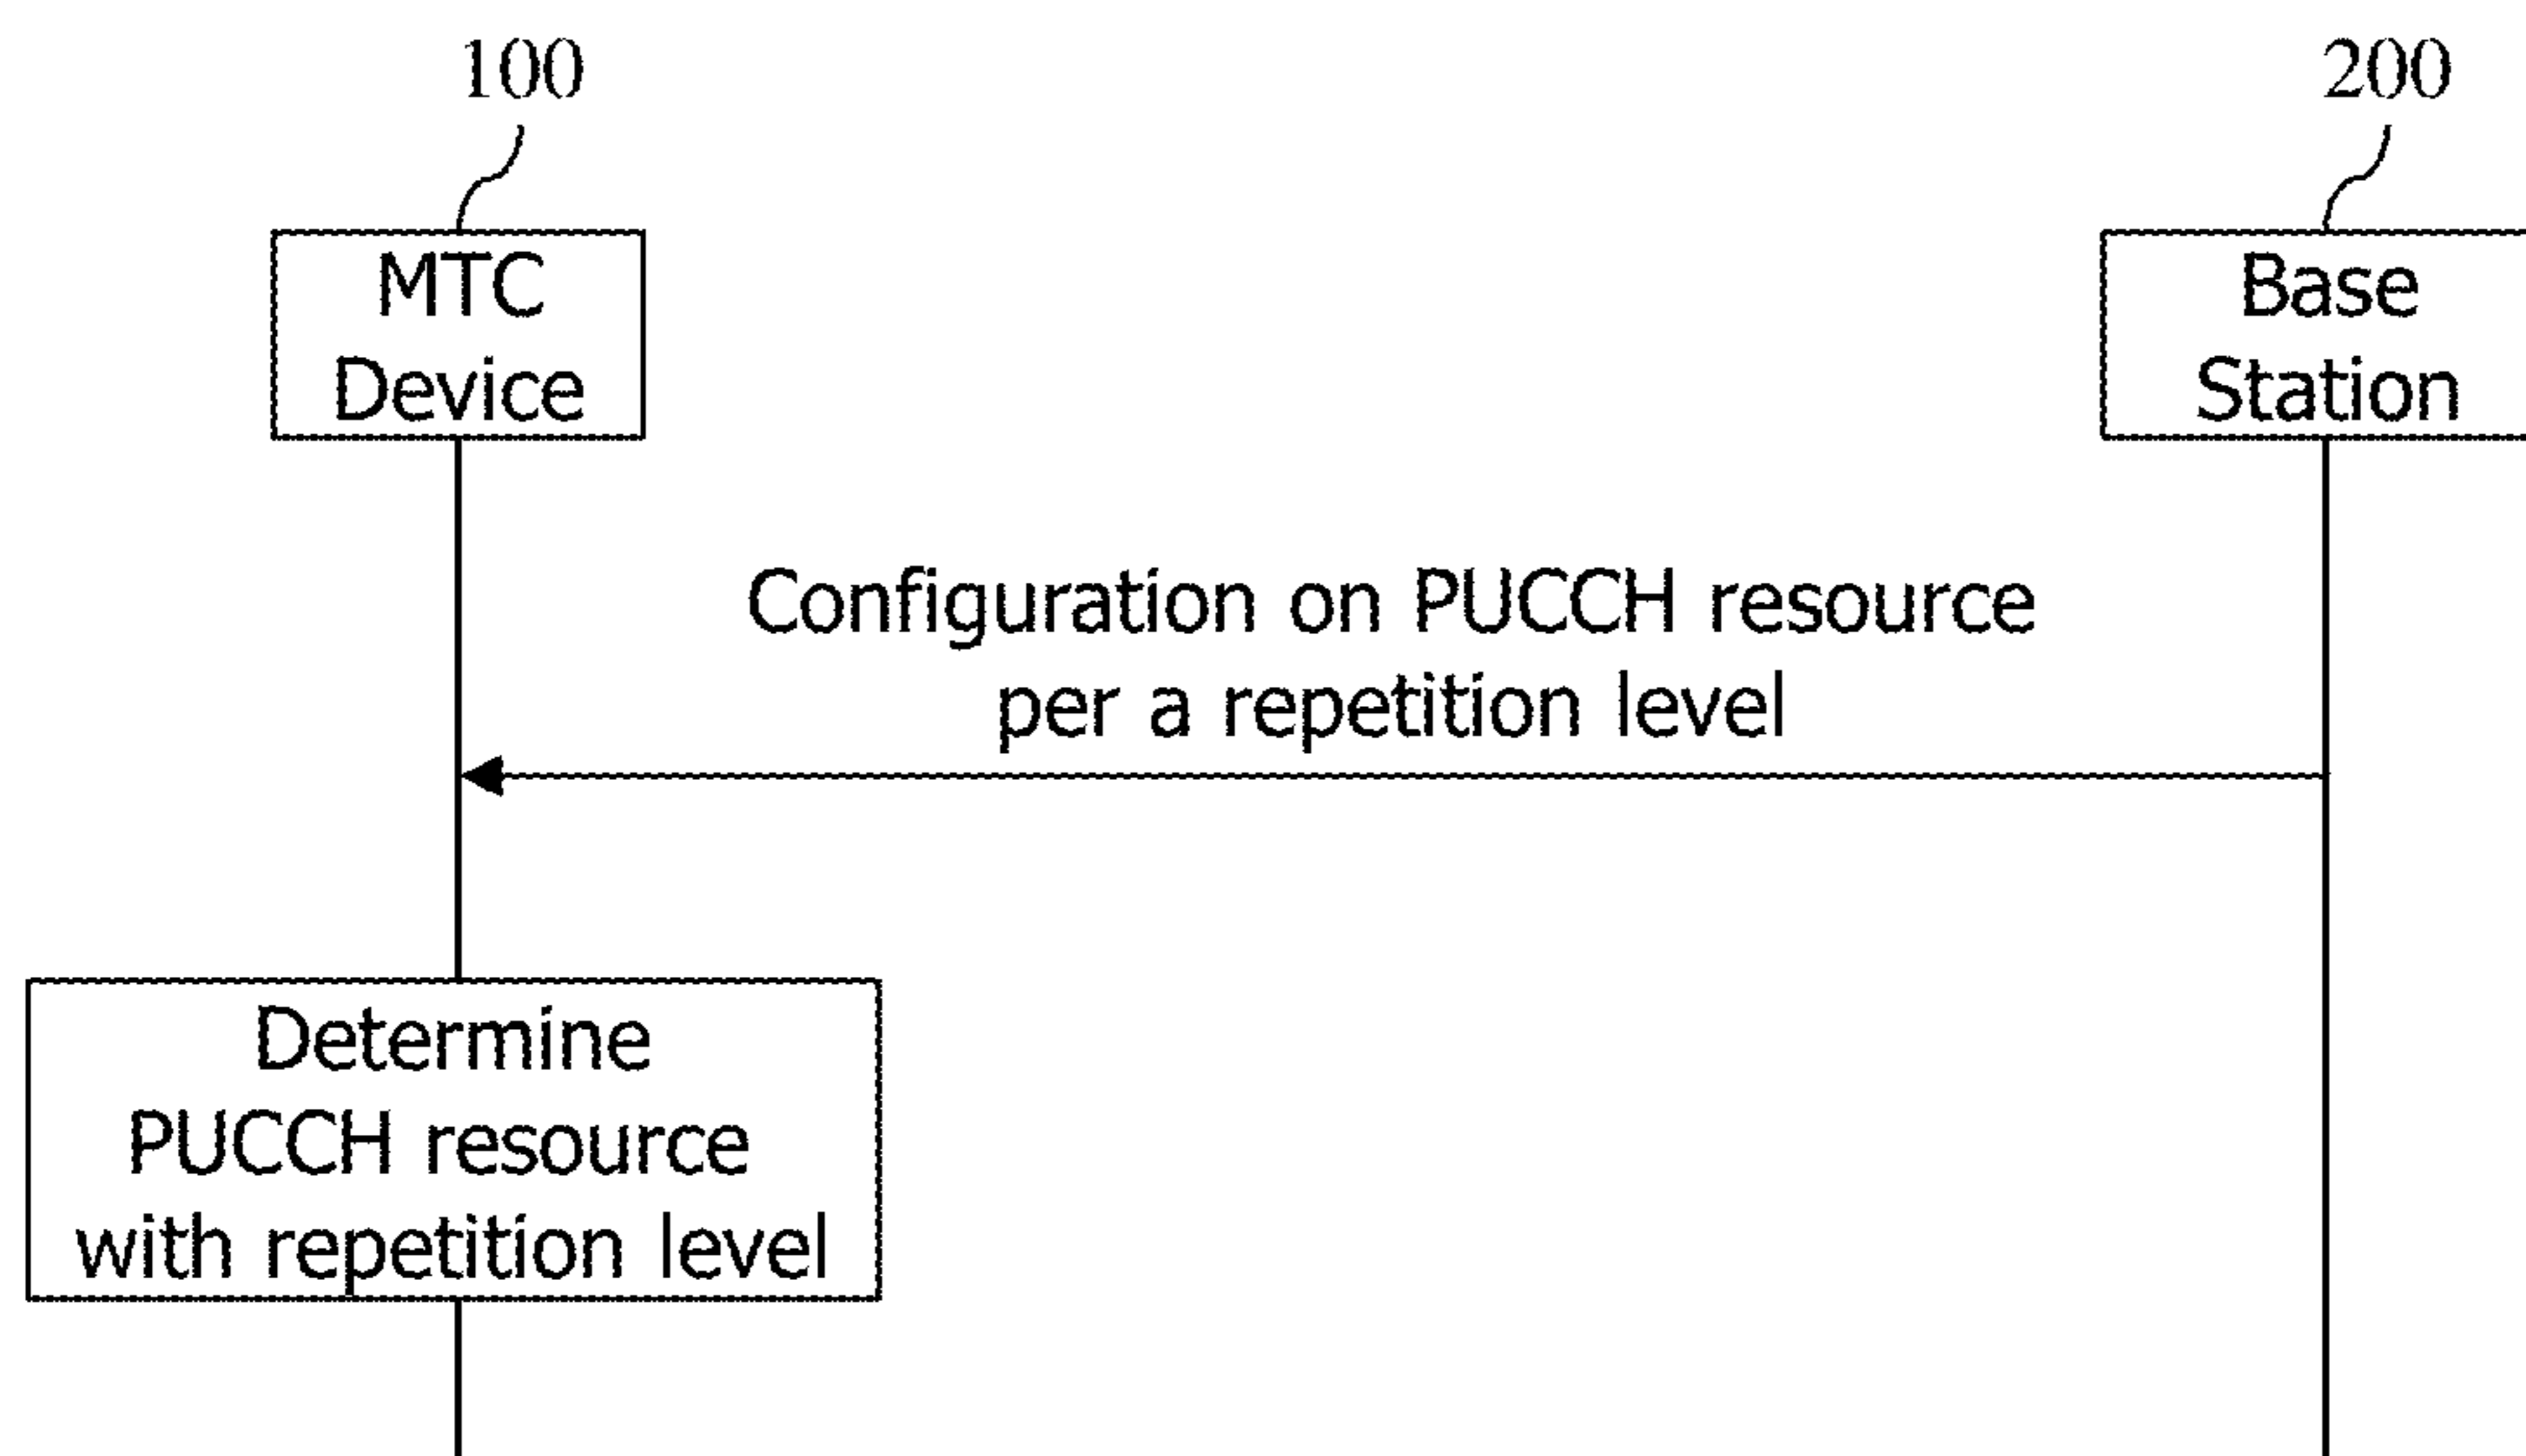 100
200
MTC
Device
Base
Station
Configuration on PUCCH resource
per a repetition level
Determine
PUCCH resource
with repetition level